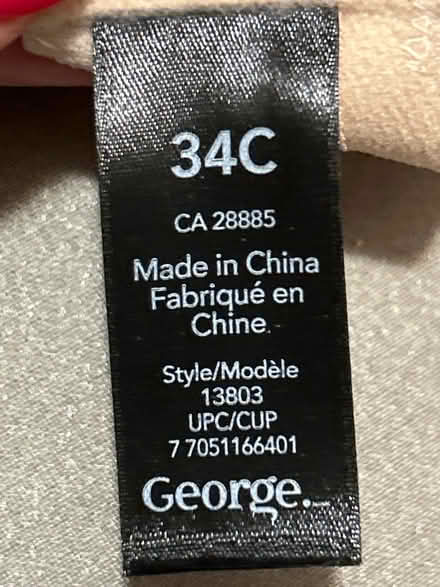 34C
CA 28885
Made in China
Fabriqué en
Chine
Style/Modèle
13803
UPC/CUP
7 7051166401
George.